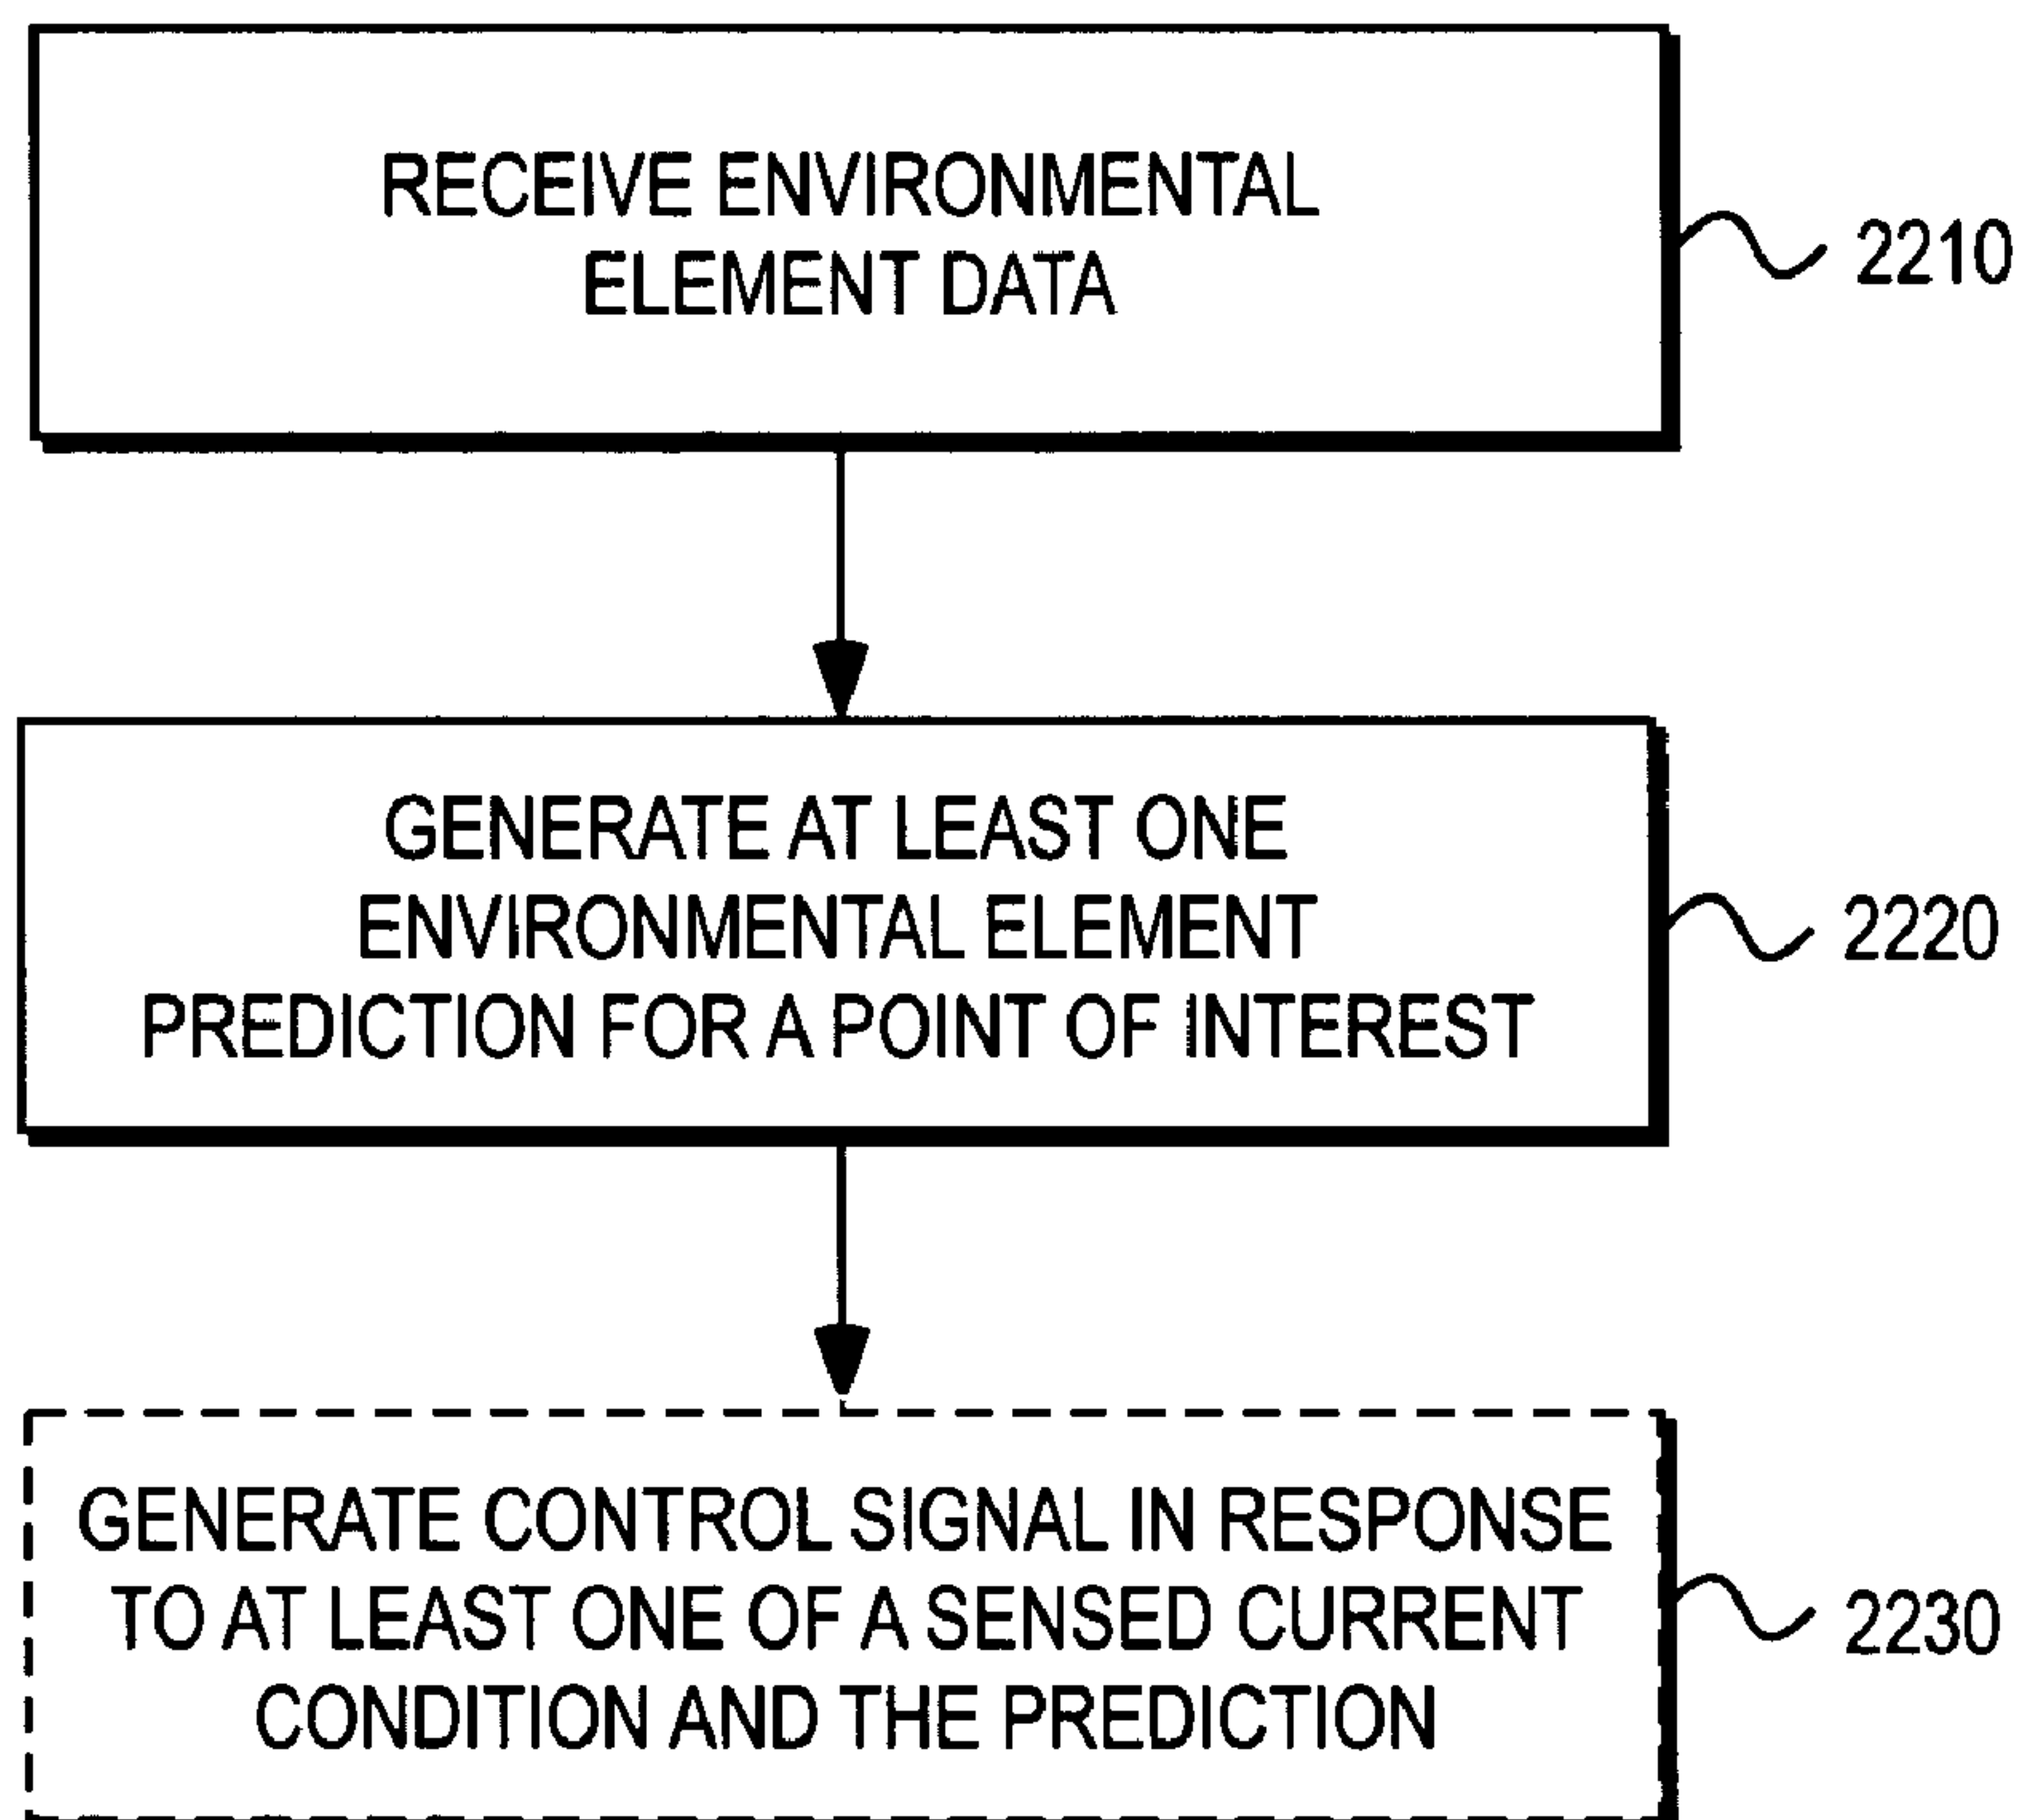 RECEIVE ENVIRONMENTAL
ELEMENT DATA
2210
GENERATE AT LEAST ONE
ENVIRONMENTAL ELEMENT
PREDICTION FOR A POINT OF INTEREST
2220
GENERATE CONTROL SIGNAL IN RESPONSE
TO AT LEAST ONE OF A SENSED CURRENT
CONDITION AND THE PREDICTION
2230